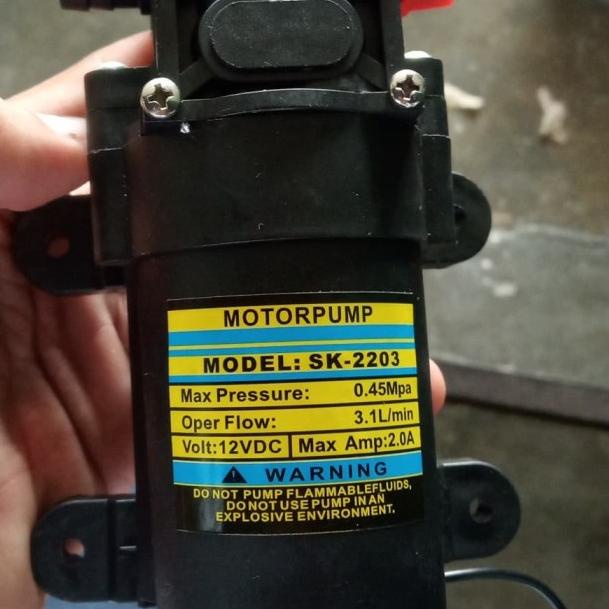 MOTORPUMP
MODEL: SK-2203
Max Pressure: 0.45Mpa
Oper Flow: 3.1L/min
Volt:12VDC Max Amp:2.0A
WARNING
DO NOT PUMP FLAMMABLEFLUIDS,
DO NOT USE PUMP IN AN
EXPLOSIVE ENVIRONMENT.